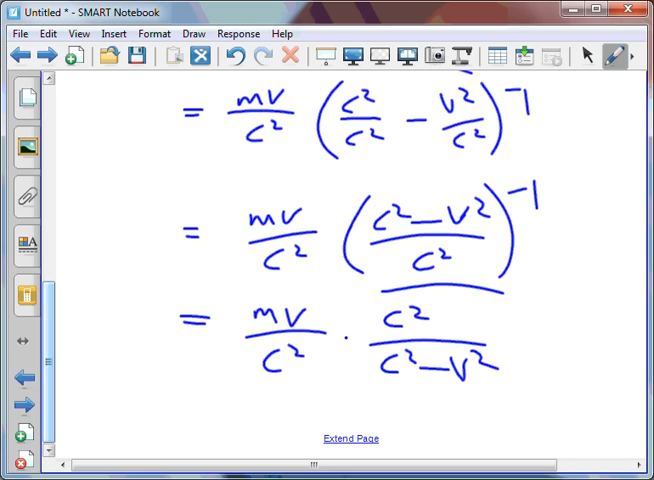 Untitled * - SMART Notebook
File Edit View Insert Format Draw Response Help
= mv/c² (c²/c² – v²/c²)⁻¹
= mv/c² ((c² – v²)/c²)⁻¹
= mv/c² · c²/(c² – v²)
Extend Page